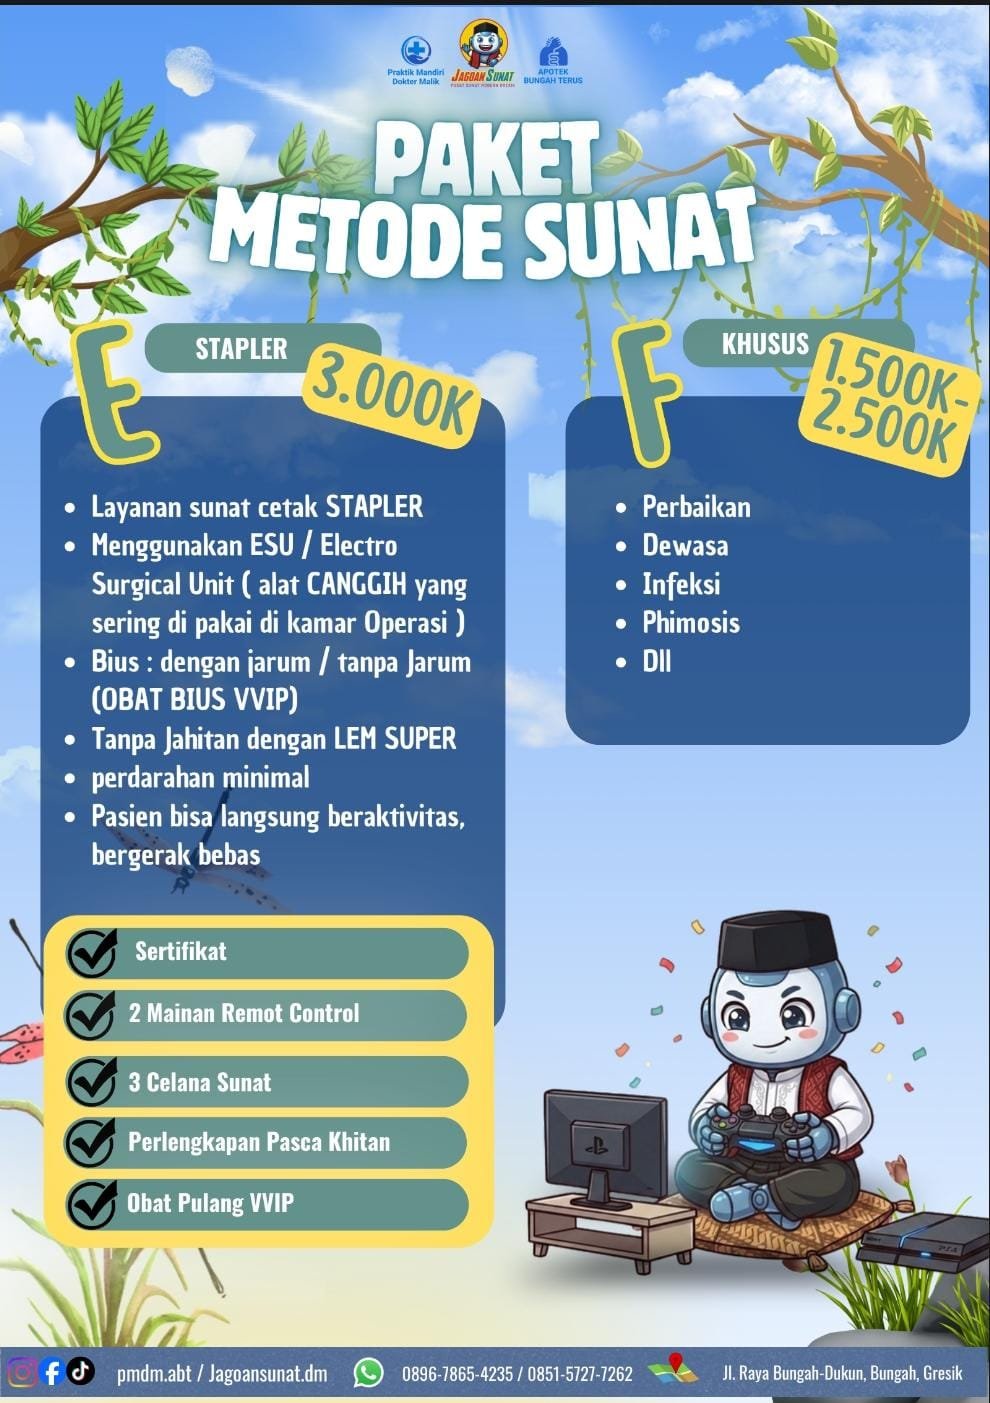 Praktik Mandiri
Dokter Malik
JAGOAN SUNAT
APOTEK
BUNGAH TERUS
PAKET
METODE SUNAT
E
STAPLER
3.000K
Layanan sunat cetak STAPLER
Menggunakan ESU / Electro
Surgical Unit ( alat CANGGIH yang
sering di pakai di kamar Operasi )
Bius : dengan jarum / tanpa Jarum
(OBAT BIUS VVIP)
Tanpa Jahitan dengan LEM SUPER
perdarahan minimal
Pasien bisa langsung beraktivitas,
bergerak bebas
Sertifikat
2 Mainan Remot Control
3 Celana Sunat
Perlengkapan Pasca Khitan
Obat Pulang VVIP
F
KHUSUS
1.500K-
2.500K
Perbaikan
Dewasa
Infeksi
Phimosis
Dll
pmdm.abt / Jagoansunat.dm
0896-7865-4235 / 0851-5727-7262
Jl. Raya Bungah-Dukun, Bungah, Gresik